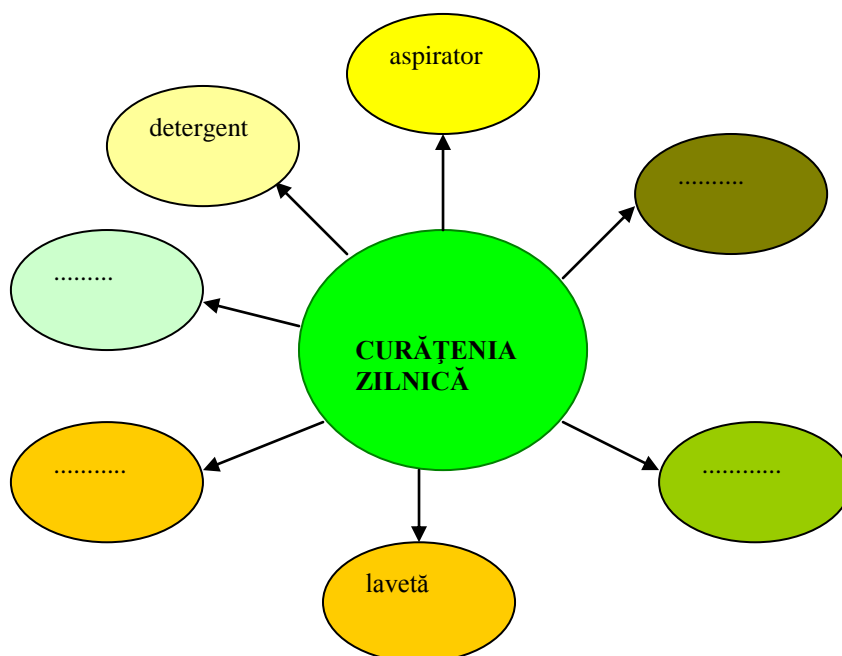 aspirator
detergent
..........
.........
CURĂŢENIA
ZILNICĂ
...........
............
lavetă